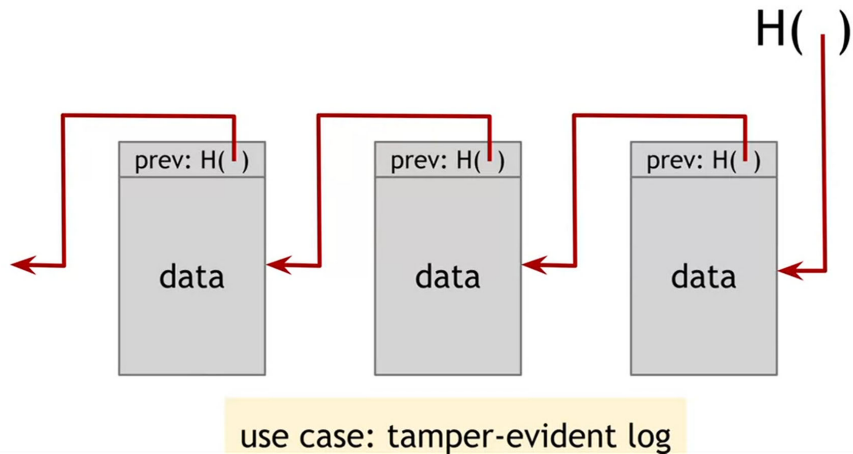 H( )
prev: H( ) prev: H( ) prev: H( )
data data data
use case: tamper-evident log